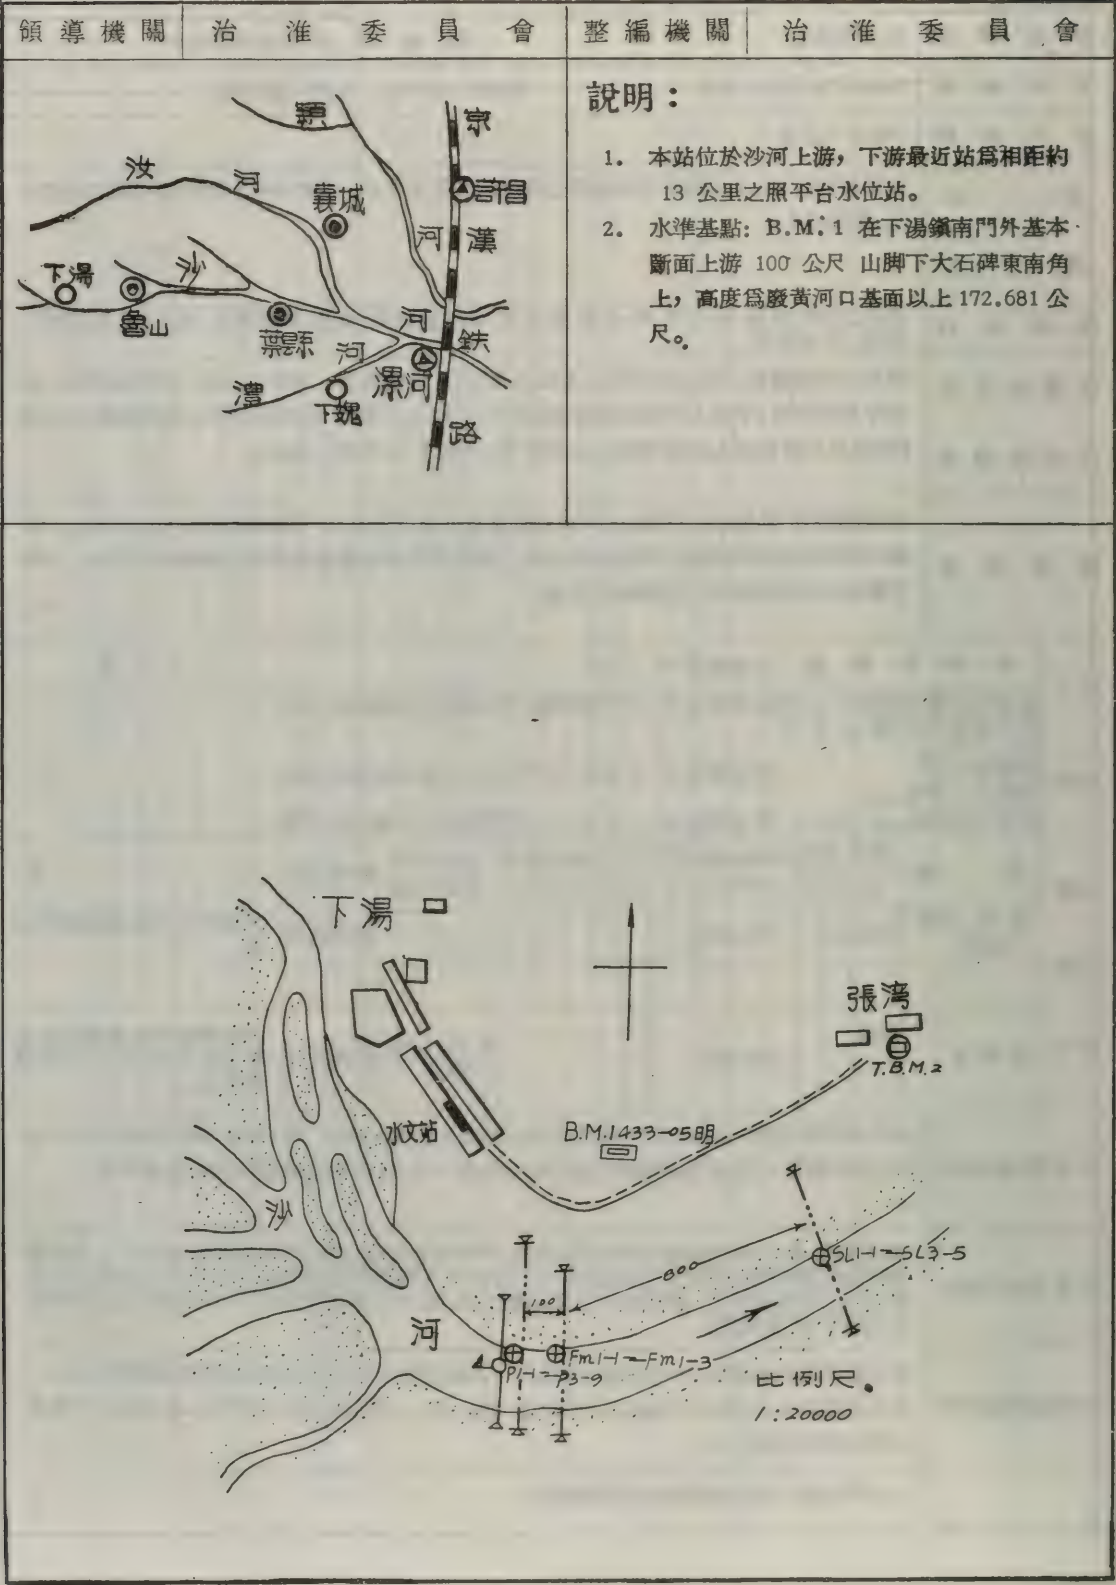 領導機關 治淮委員會 整編機關 治淮委員會
說明：
1. 本站位於沙河上游，下游最近站爲相距約
13 公里之照平台水位站。
2. 水準基點：B.M.1 在下湯鎮南門外基本
斷面上游 100 公尺 山脚下大石碑東南角
上，高度爲廢黃河口基面以上 172.681 公
尺。
潁
河
汝
河
襄城
京
漢
鉄
路
許昌
下湯
沙
魯山
葉縣
河
河
漯河
澧
下魏
下湯
張湾
T.B.M.2
水文站
B.M.1433-05明
沙
河
800
100
SL1-1=SL3-5
Fm1-1=Fm1-3
P1-1=P3-9
比例尺。
1:20000